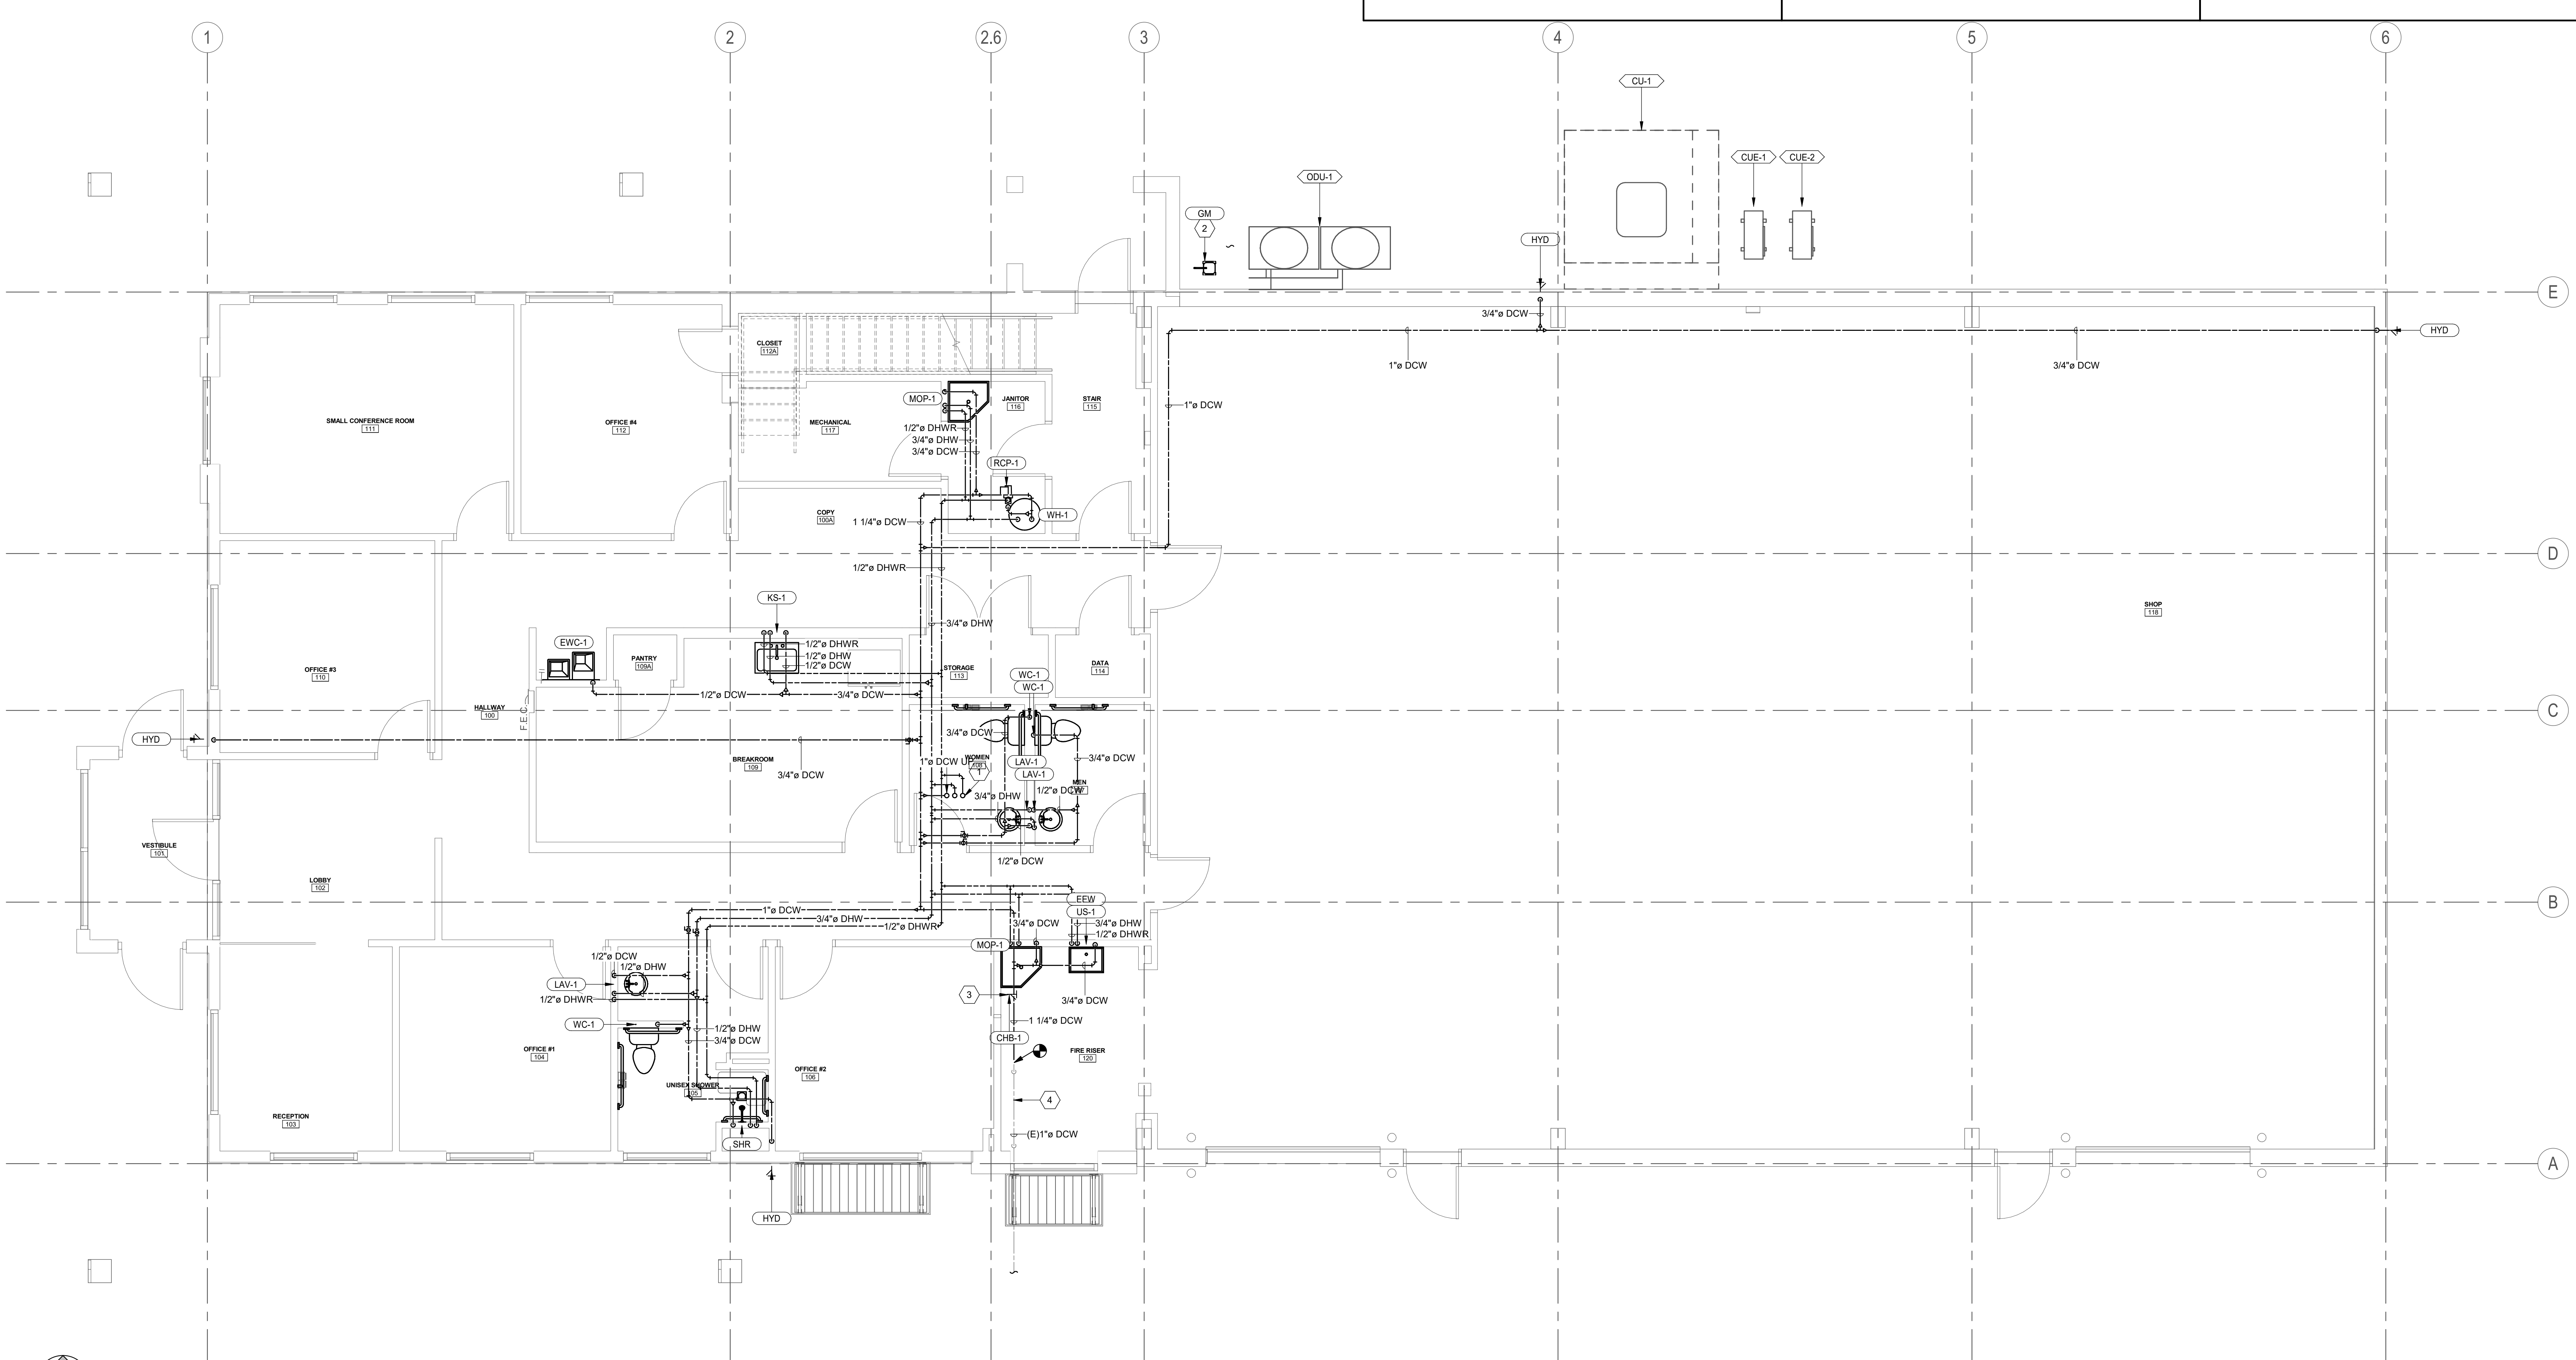 1
2
2.6
3
4
5
6
CU-1
CUE-1
CUE-2
ODU-1
GM
2
HYD
E
3/4"ø DCW
HYD
1"ø DCW
3/4"ø DCW
CLOSET
112A
MOP-1
JANITOR
116
STAIR
115
1"ø DCW
SMALL CONFERENCE ROOM
111
OFFICE #4
112
MECHANICAL
117
1/2"ø DHWR
3/4"ø DHW
3/4"ø DCW
RCP-1
COPY
100A
1 1/4"ø DCW
WH-1
D
1/2"ø DHWR
KS-1
SHOP
118
3/4"ø DHW
EWC-1
1/2"ø DHWR
1/2"ø DHW
1/2"ø DCW
PANTRY
109A
OFFICE #3
110
STORAGE
113
DATA
114
WC-1
WC-1
1/2"ø DCW
3/4"ø DCW
HALLWAY
100
FEC
C
HYD
3/4"ø DCW
BREAKROOM
109
3/4"ø DCW
1"ø DCW UP
WOMEN
1
LAV-1
LAV-1
3/4"ø DCW
MEN
3/4"ø DHW
1/2"ø DCW
VESTIBULE
101
1/2"ø DCW
LOBBY
102
EEW
B
1"ø DCW
3/4"ø DHW
1/2"ø DHWR
US-1
3/4"ø DCW
3/4"ø DHW
1/2"ø DHWR
MOP-1
1/2"ø DCW
1/2"ø DHW
LAV-1
1/2"ø DHWR
3
3/4"ø DCW
WC-1
1/2"ø DHW
3/4"ø DCW
1 1/4"ø DCW
CHB-1
OFFICE #1
104
FIRE RISER
120
OFFICE #2
106
UNISEX SHOWER
105
4
RECEPTION
103
(E)1"ø DCW
SHR
A
HYD